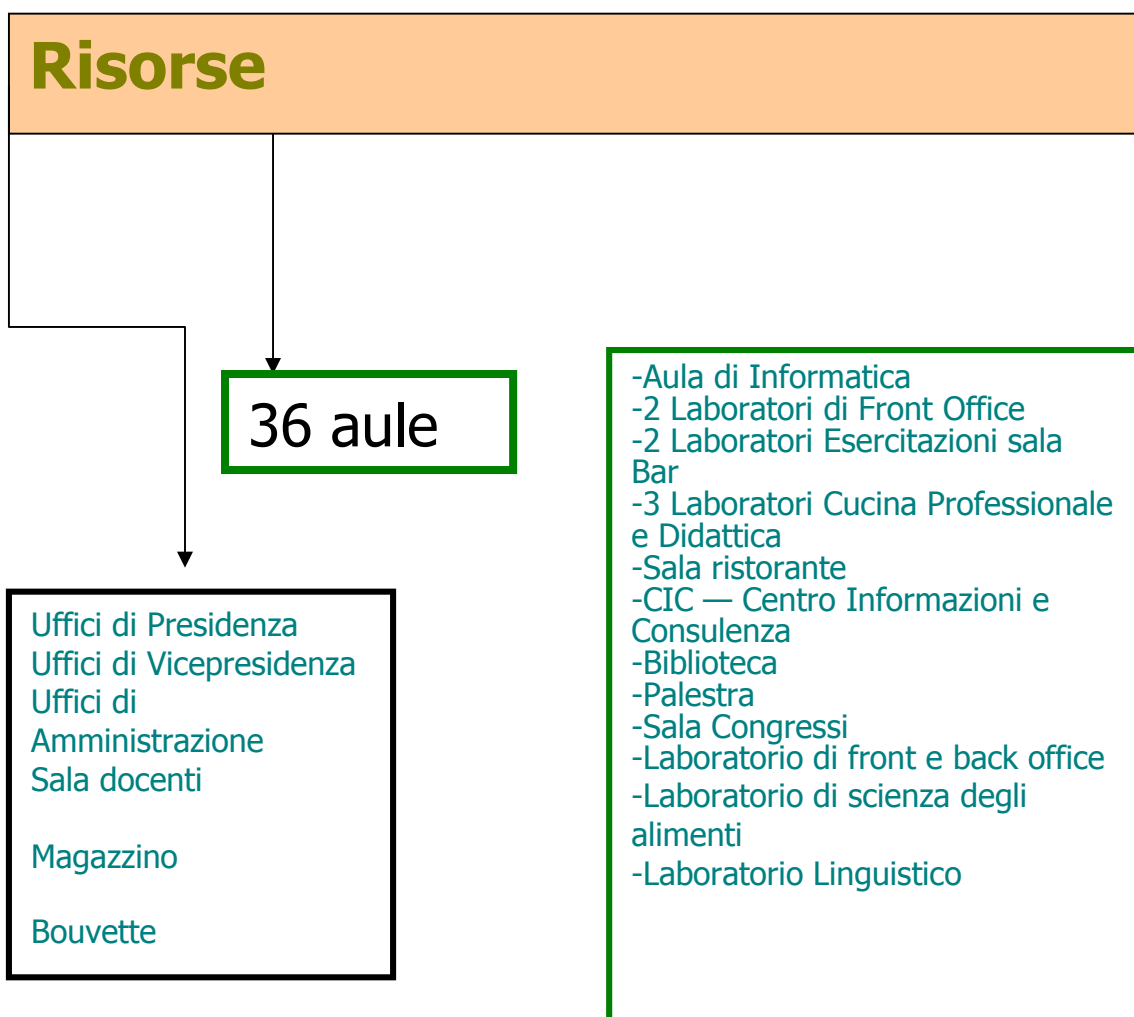 Risorse
36 aule
Uffici di Presidenza
Uffici di Vicepresidenza
Uffici di
Amministrazione
Sala docenti
Magazzino
Bouvette
-Aula di Informatica
-2 Laboratori di Front Office
-2 Laboratori Esercitazioni sala
Bar
-3 Laboratori Cucina Professionale
e Didattica
-Sala ristorante
-CIC — Centro Informazioni e
Consulenza
-Biblioteca
-Palestra
-Sala Congressi
-Laboratorio di front e back office
-Laboratorio di scienza degli
alimenti
-Laboratorio Linguistico